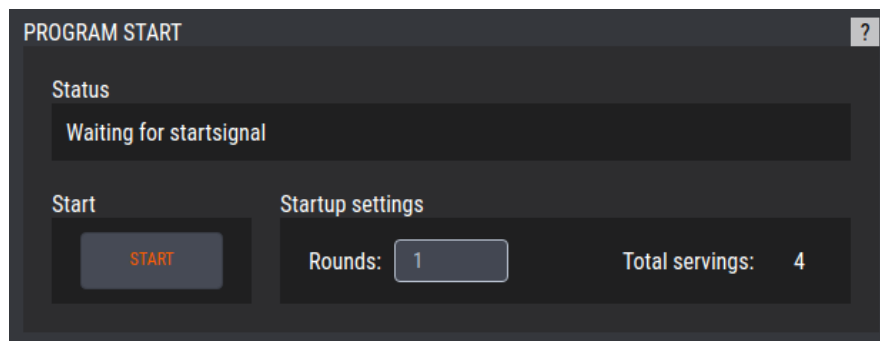 PROGRAM START ?
Status
Waiting for startsignal
Start Startup settings
START Rounds: 1 Total servings: 4